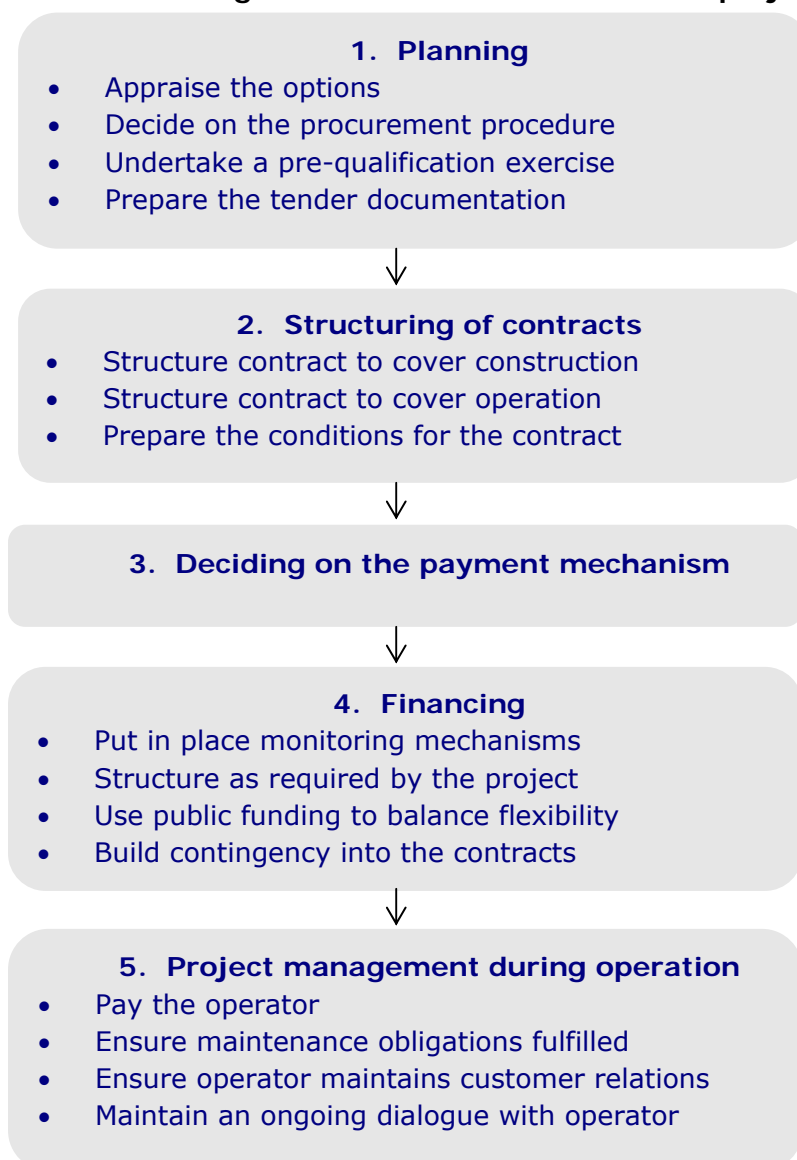 1. Planning
• Appraise the options
• Decide on the procurement procedure
• Undertake a pre-qualification exercise
• Prepare the tender documentation
2. Structuring of contracts
• Structure contract to cover construction
• Structure contract to cover operation
• Prepare the conditions for the contract
3. Deciding on the payment mechanism
4. Financing
• Put in place monitoring mechanisms
• Structure as required by the project
• Use public funding to balance flexibility
• Build contingency into the contracts
5. Project management during operation
• Pay the operator
• Ensure maintenance obligations fulfilled
• Ensure operator maintains customer relations
• Maintain an ongoing dialogue with operator